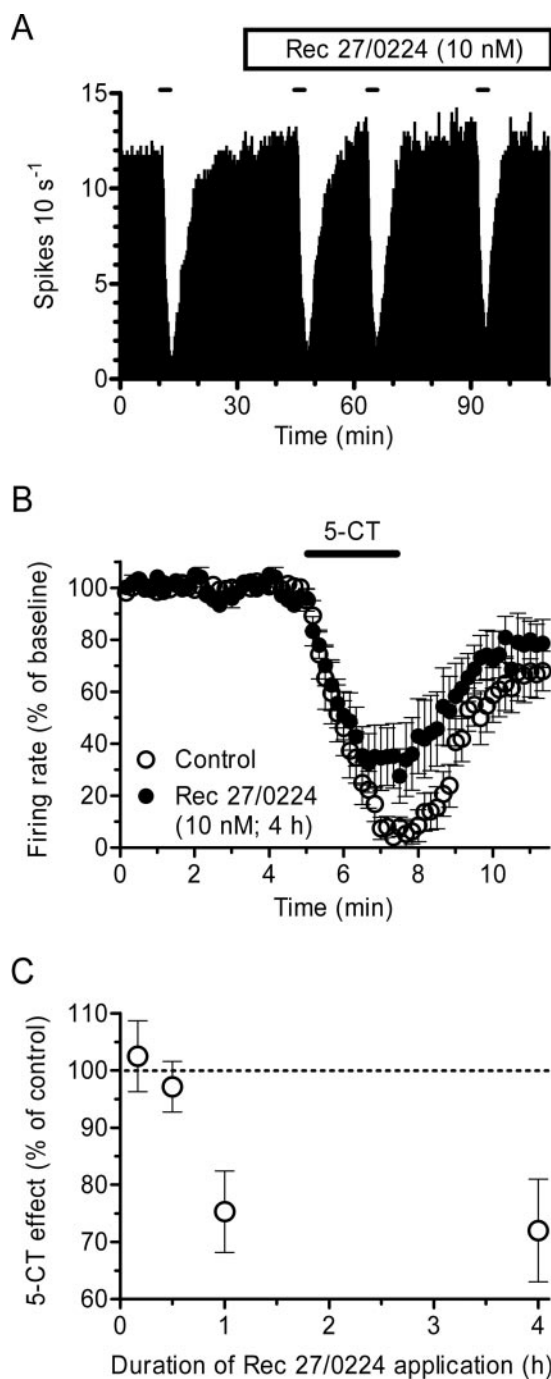 A
Rec 27/0224 (10 nM)
15
10
5
0
Spikes 10 s⁻¹
0 30 60 90
Time (min)
B
5-CT
100
80
60
40
20
0
Firing rate (% of baseline)
Control
Rec 27/0224
(10 nM; 4 h)
0 2 4 6 8 10
Time (min)
C
110
100
90
80
70
60
5-CT effect (% of control)
0 1 2 3 4
Duration of Rec 27/0224 application (h)